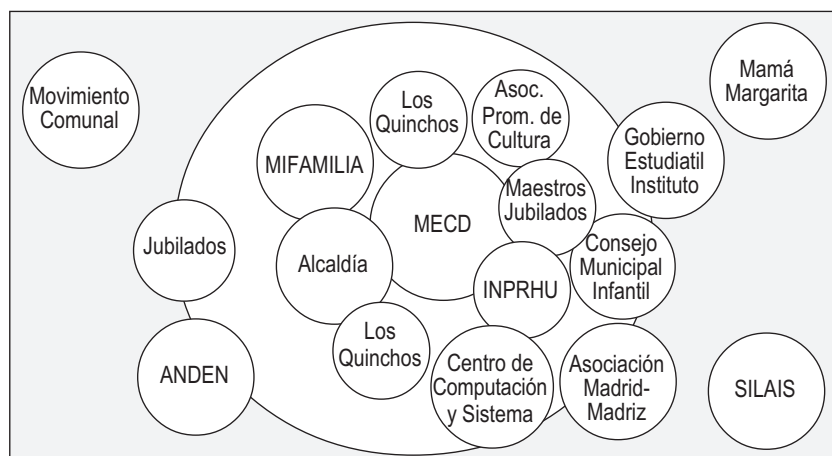 Movimiento
Comunal
Los
Quinchos
Asoc.
Prom. de
Cultura
Mamá
Margarita
MIFAMILIA
Gobierno
Estudiatil
Instituto
Maestros
Jubilados
MECD
Jubilados
Alcaldía
Consejo
Municipal
Infantil
INPRHU
Los
Quinchos
ANDEN
Centro de
Computación
y Sistema
Asociación
Madrid-
Madriz
SILAIS